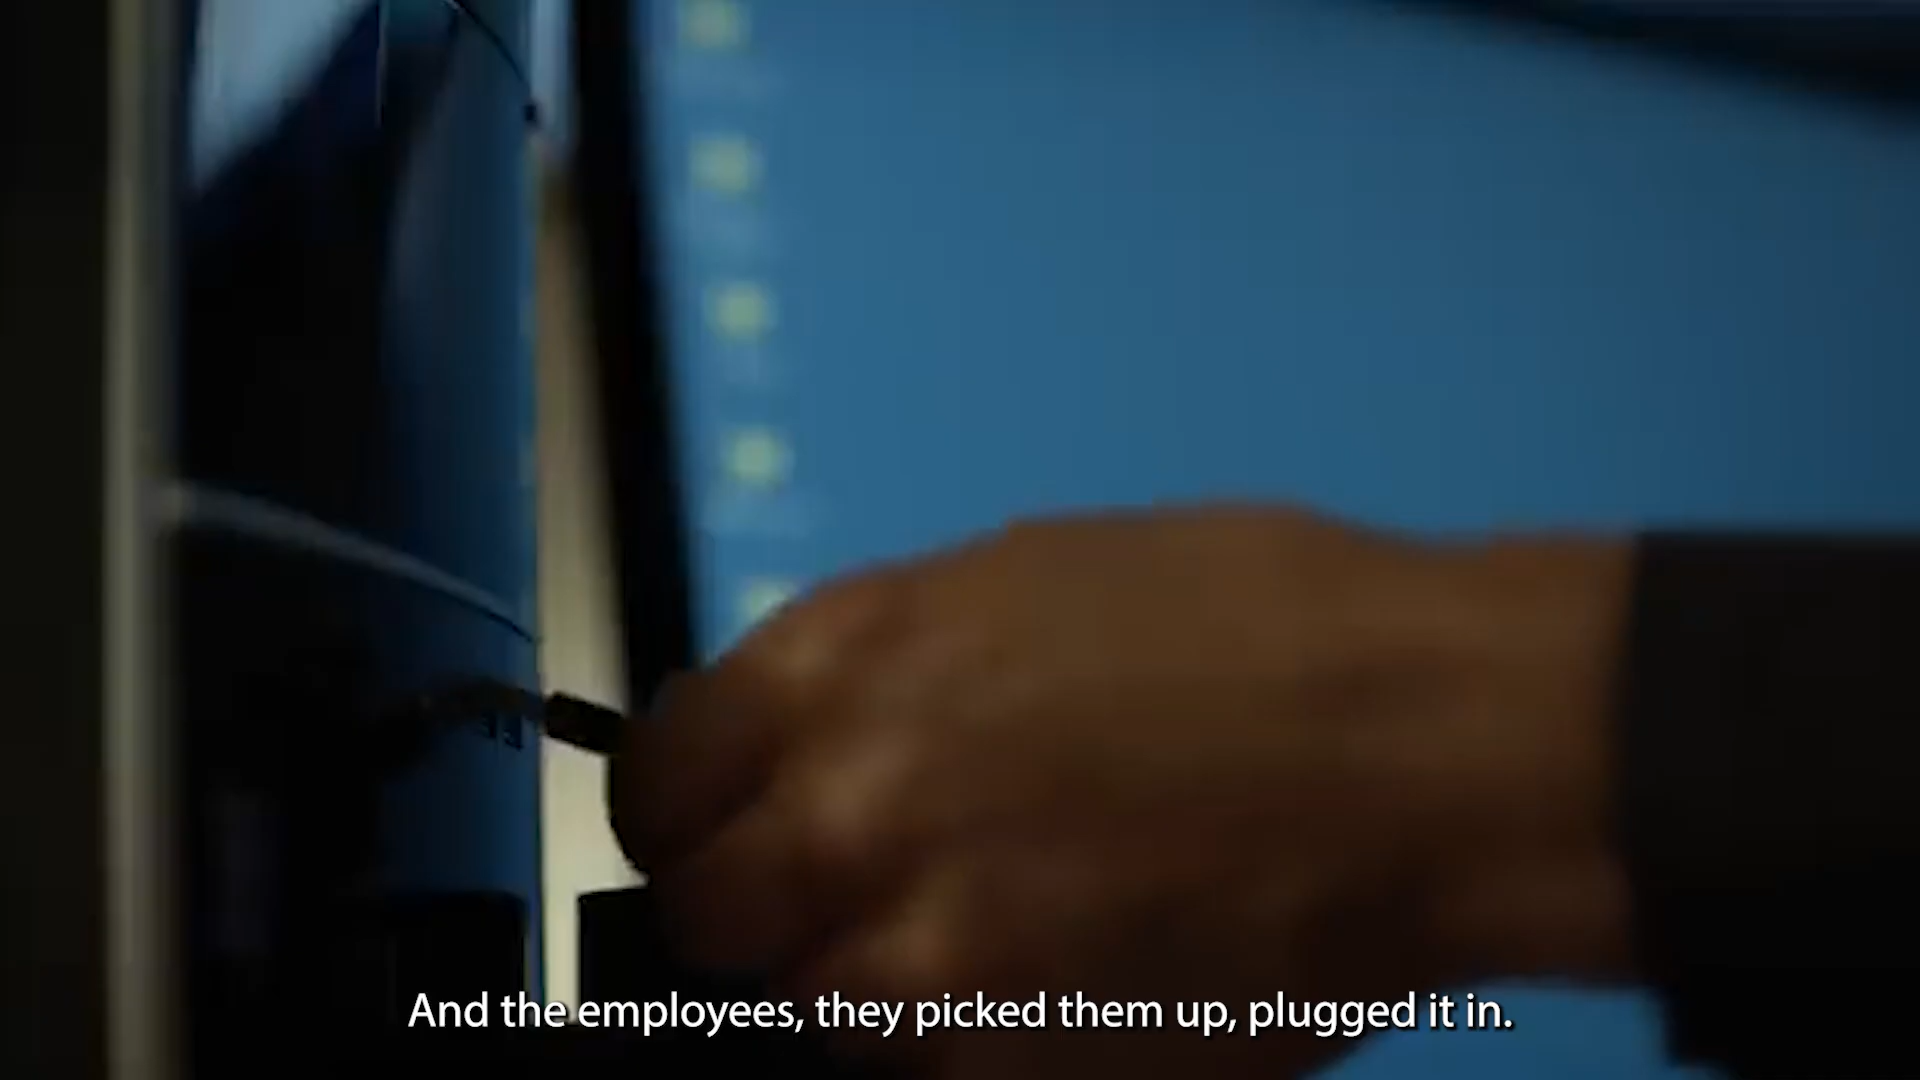 And the employees, they picked them up, plugged it in.